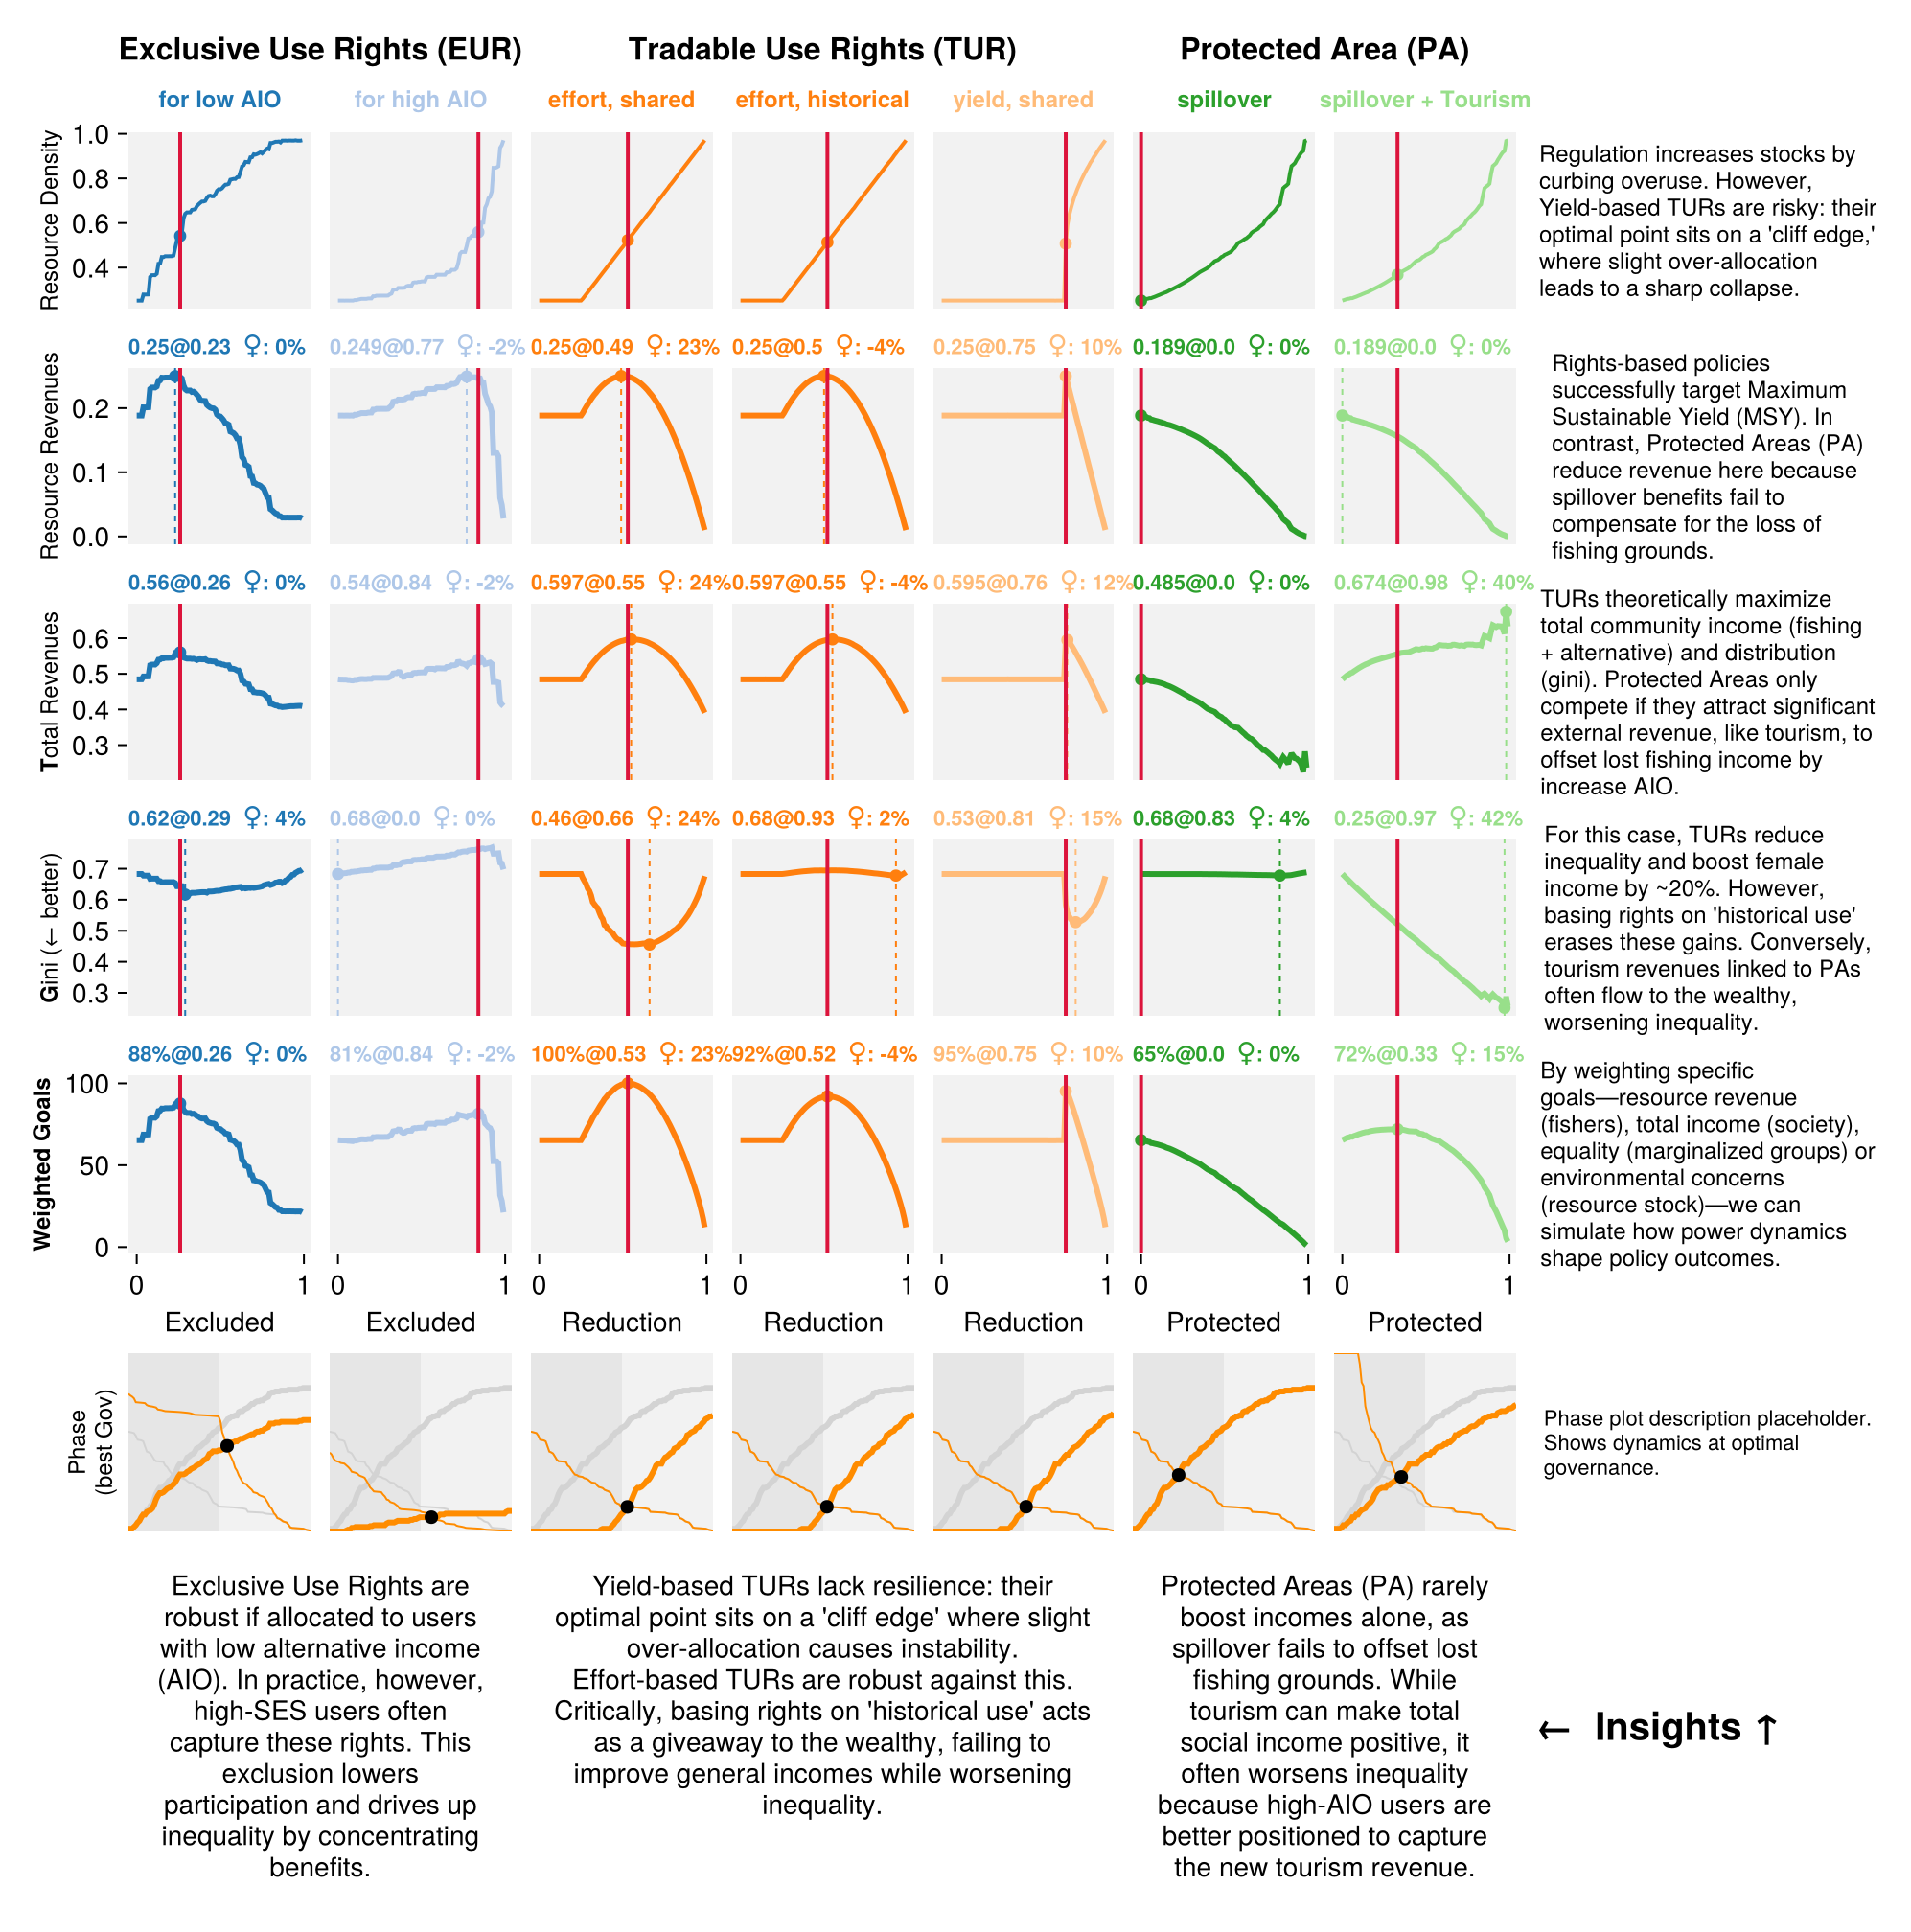 Exclusive Use Rights (EUR)
Tradable Use Rights (TUR)
Protected Area (PA)
for low AIO
for high AIO
effort, shared
effort, historical
yield, shared
spillover
spillover + Tourism
Resource Density
1.0
0.8
0.6
0.4
Regulation increases stocks by
curbing overuse. However,
Yield-based TURs are risky: their
optimal point sits on a 'cliff edge,'
where slight over-allocation
leads to a sharp collapse.
0.25@0.23 ♀: 0%
0.249@0.77 ♀: -2%
0.25@0.49 ♀: 23%
0.25@0.5 ♀: -4%
0.25@0.75 ♀: 10%
0.189@0.0 ♀: 0%
0.189@0.0 ♀: 0%
Resource Revenues
0.2
0.1
0.0
Rights-based policies
successfully target Maximum
Sustainable Yield (MSY). In
contrast, Protected Areas (PA)
reduce revenue here because
spillover benefits fail to
compensate for the loss of
fishing grounds.
0.56@0.26 ♀: 0%
0.54@0.84 ♀: -2%
0.597@0.55 ♀: 24%
0.597@0.55 ♀: -4%
0.595@0.76 ♀: 12%
0.485@0.0 ♀: 0%
0.674@0.98 ♀: 40%
Total Revenues
0.6
0.5
0.4
0.3
TURs theoretically maximize
total community income (fishing
+ alternative) and distribution
(gini). Protected Areas only
compete if they attract significant
external revenue, like tourism, to
offset lost fishing income by
increase AIO.
0.62@0.29 ♀: 4%
0.68@0.0 ♀: 0%
0.46@0.66 ♀: 24%
0.68@0.93 ♀: 2%
0.53@0.81 ♀: 15%
0.68@0.83 ♀: 4%
0.25@0.97 ♀: 42%
Gini (← better)
0.7
0.6
0.5
0.4
0.3
For this case, TURs reduce
inequality and boost female
income by ~20%. However,
basing rights on 'historical use'
erases these gains. Conversely,
tourism revenues linked to PAs
often flow to the wealthy,
worsening inequality.
88%@0.26 ♀: 0%
81%@0.84 ♀: -2%
100%@0.53 ♀: 23%
92%@0.52 ♀: -4%
95%@0.75 ♀: 10%
65%@0.0 ♀: 0%
72%@0.33 ♀: 15%
Weighted Goals
100
50
0
By weighting specific
goals—resource revenue
(fishers), total income (society),
equality (marginalized groups) or
environmental concerns
(resource stock)—we can
simulate how power dynamics
shape policy outcomes.
0 1
0 1
0 1
0 1
0 1
0 1
0 1
Excluded
Excluded
Reduction
Reduction
Reduction
Protected
Protected
Phase
(best Gov)
Phase plot description placeholder.
Shows dynamics at optimal
governance.
Exclusive Use Rights are
robust if allocated to users
with low alternative income
(AIO). In practice, however,
high-SES users often
capture these rights. This
exclusion lowers
participation and drives up
inequality by concentrating
benefits.
Yield-based TURs lack resilience: their
optimal point sits on a 'cliff edge' where slight
over-allocation causes instability.
Effort-based TURs are robust against this.
Critically, basing rights on 'historical use' acts
as a giveaway to the wealthy, failing to
improve general incomes while worsening
inequality.
Protected Areas (PA) rarely
boost incomes alone, as
spillover fails to offset lost
fishing grounds. While
tourism can make total
social income positive, it
often worsens inequality
because high-AIO users are
better positioned to capture
the new tourism revenue.
← Insights ↑